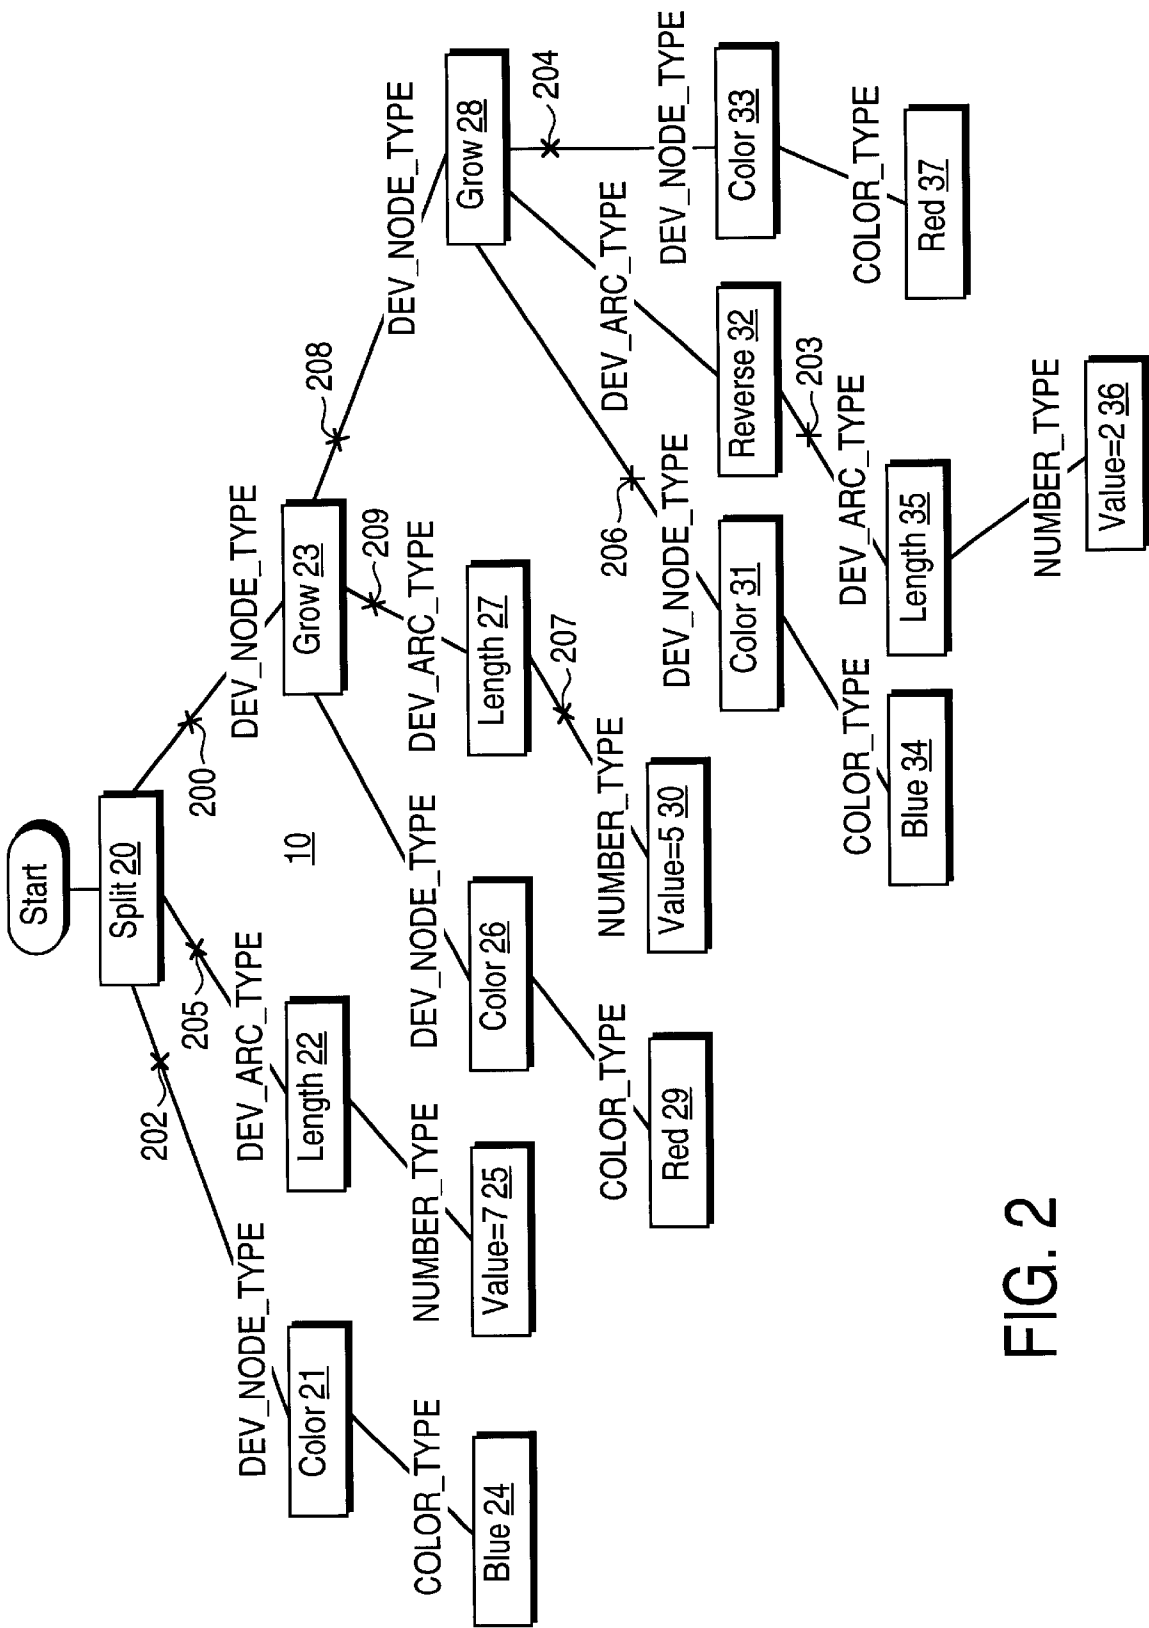 Start
Split 20
202
205
200
DEV_NODE_TYPE
DEV_ARC_TYPE
DEV_NODE_TYPE
10
Color 21
Length 22
Grow 23
209
208
COLOR_TYPE
NUMBER_TYPE
DEV_NODE_TYPE
DEV_ARC_TYPE
DEV_NODE_TYPE
Blue 24
Value=7 25
Color 26
Length 27
Grow 28
207
204
COLOR_TYPE
NUMBER_TYPE
206
DEV_NODE_TYPE
DEV_ARC_TYPE
DEV_NODE_TYPE
Red 29
Value=5 30
Color 31
Reverse 32
Color 33
203
COLOR_TYPE
DEV_ARC_TYPE
COLOR_TYPE
Blue 34
Length 35
Red 37
NUMBER_TYPE
Value=2 36
FIG. 2